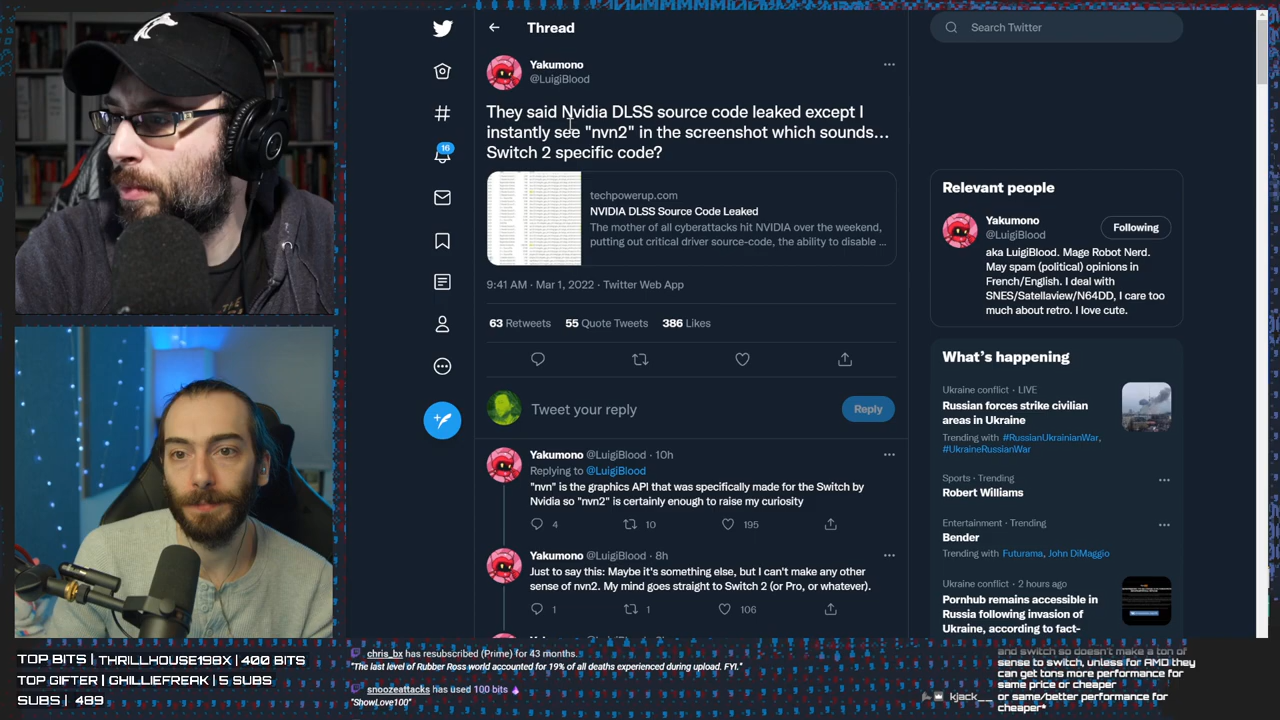 Thread
Search Twitter
Yakumono
@LuigiBlood
They said Nvidia DLSS source code leaked except I
instantly see "nvn2" in the screenshot which sounds...
Switch 2 specific code?
techpowerup.com
NVIDIA DLSS Source Code Leaked
The mother of all cyberattacks hit NVIDIA over the weekend,
putting out critical driver source-code, the ability to disable ...
9:41 AM · Mar 1, 2022 · Twitter Web App
63 Retweets 55 Quote Tweets 386 Likes
16
Tweet your reply
Reply
Yakumono @LuigiBlood · 10h
Replying to @LuigiBlood
"nvn" is the graphics API that was specifically made for the Switch by
Nvidia so "nvn2" is certainly enough to raise my curiosity
4 10 195
Yakumono @LuigiBlood · 8h
Just to say this: Maybe it's something else, but I can't make any other
sense of nvn2. My mind goes straight to Switch 2 (or Pro, or whatever).
1 1 106
Relevant people
Yakumono
@LuigiBlood
Following
aka LuigiBlood. Mage Robot Nerd.
May spam (political) opinions in
French/English. I deal with
SNES/Satellaview/N64DD, I care too
much about retro. I love cute.
What's happening
Ukraine conflict · LIVE
Russian forces strike civilian
areas in Ukraine
Trending with #RussianUkrainianWar,
#UkraineRussianWar
Sports · Trending
Robert Williams
Entertainment · Trending
Bender
Trending with Futurama, John DiMaggio
Ukraine conflict · 2 hours ago
Pornhub remains accessible in
Russia following invasion of
Ukraine, according to fact-
TOP BITS | THRILLHOUSE198X | 400 BITS
TOP GIFTER | GHILLIEFREAK | 5 SUBS
SUBS | 489
chris_bx has resubscribed (Prime) for 43 months.
"The last level of Rubber Ross world accounted for 19% of all deaths experienced during upload. FYI."
snoozeattacks has used 100 bits
"ShowLove100"
and switch so doesn't make a ton of
sense to switch, unless for AMD they
can get tons more performance for
same price or cheaper
kjack__ or same/better performance for
cheaper*